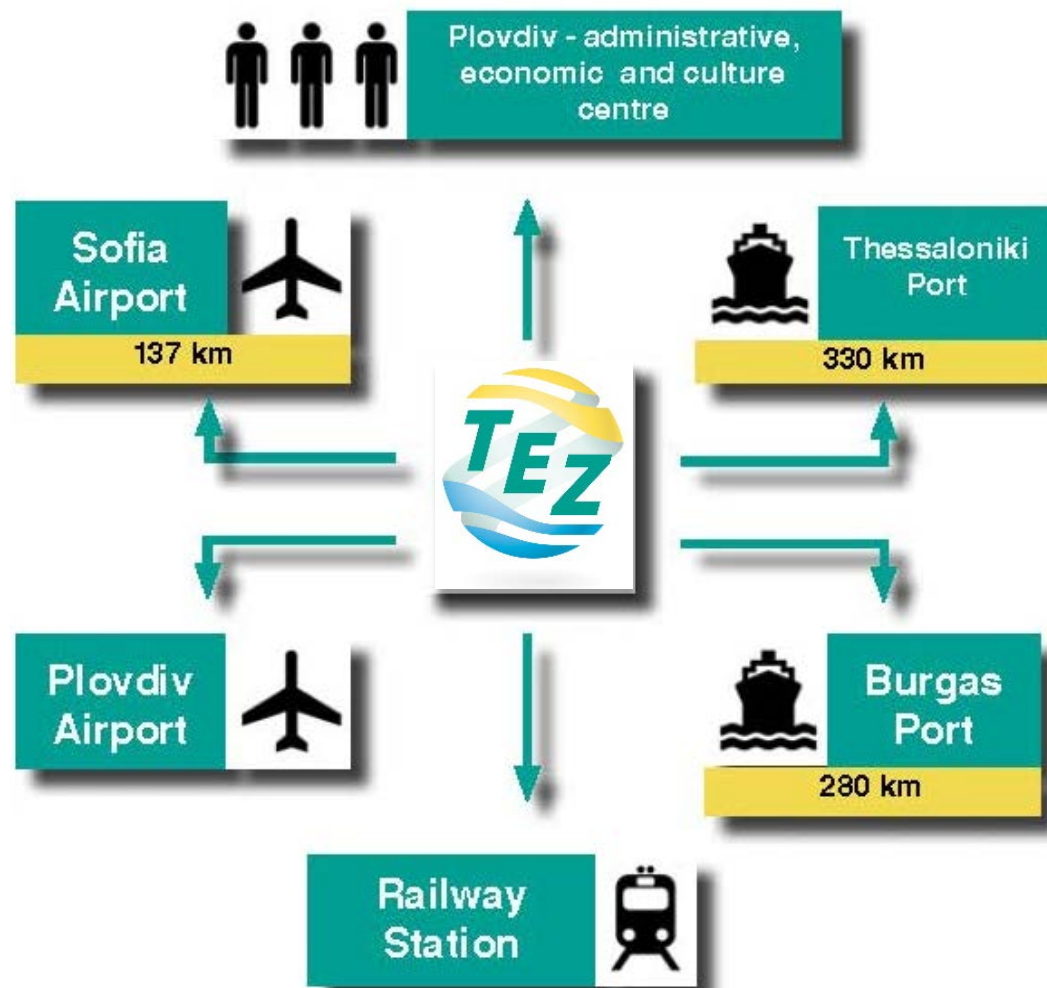 Plovdiv - administrative,
economic and culture
centre
Sofia
Airport
137 km
Thessaloniki
Port
330 km
TEZ
Plovdiv
Airport
Burgas
Port
280 km
Railway
Station